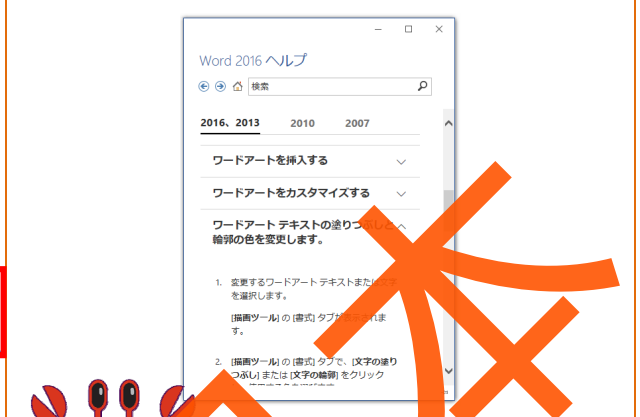 Word 2016 ヘルプ
検索
2016、2013 2010 2007
ワードアートを挿入する
ワードアートをカスタマイズする
ワードアート テキストの塗りつぶしと
輪郭の色を変更します。
1. 変更するワードアート テキストまたは文字
を選択します。
[描画ツール] の [書式] タブが表示されま
す。
2. [描画ツール] の [書式] タブで、[文字の塗り
つぶし] または [文字の輪郭] をクリック